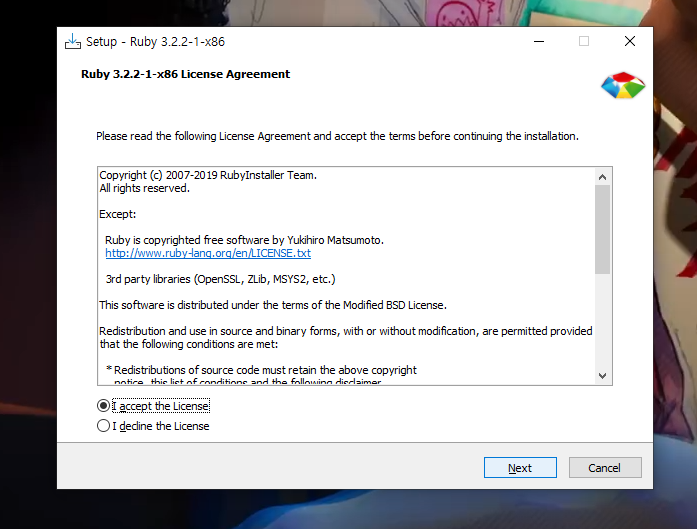 Setup - Ruby 3.2.2-1-x86
Ruby 3.2.2-1-x86 License Agreement
Please read the following License Agreement and accept the terms before continuing the installation.
Copyright (c) 2007-2019 RubyInstaller Team.
All rights reserved.
Except:
Ruby is copyrighted free software by Yukihiro Matsumoto.
http://www.ruby-lang.org/en/LICENSE.txt
3rd party libraries (OpenSSL, ZLib, MSYS2, etc.)
This software is distributed under the terms of the Modified BSD License.
Redistribution and use in source and binary forms, with or without modification, are permitted provided
that the following conditions are met:
* Redistributions of source code must retain the above copyright
notice, this list of conditions and the following disclaimer.
I accept the License
I decline the License
Next
Cancel